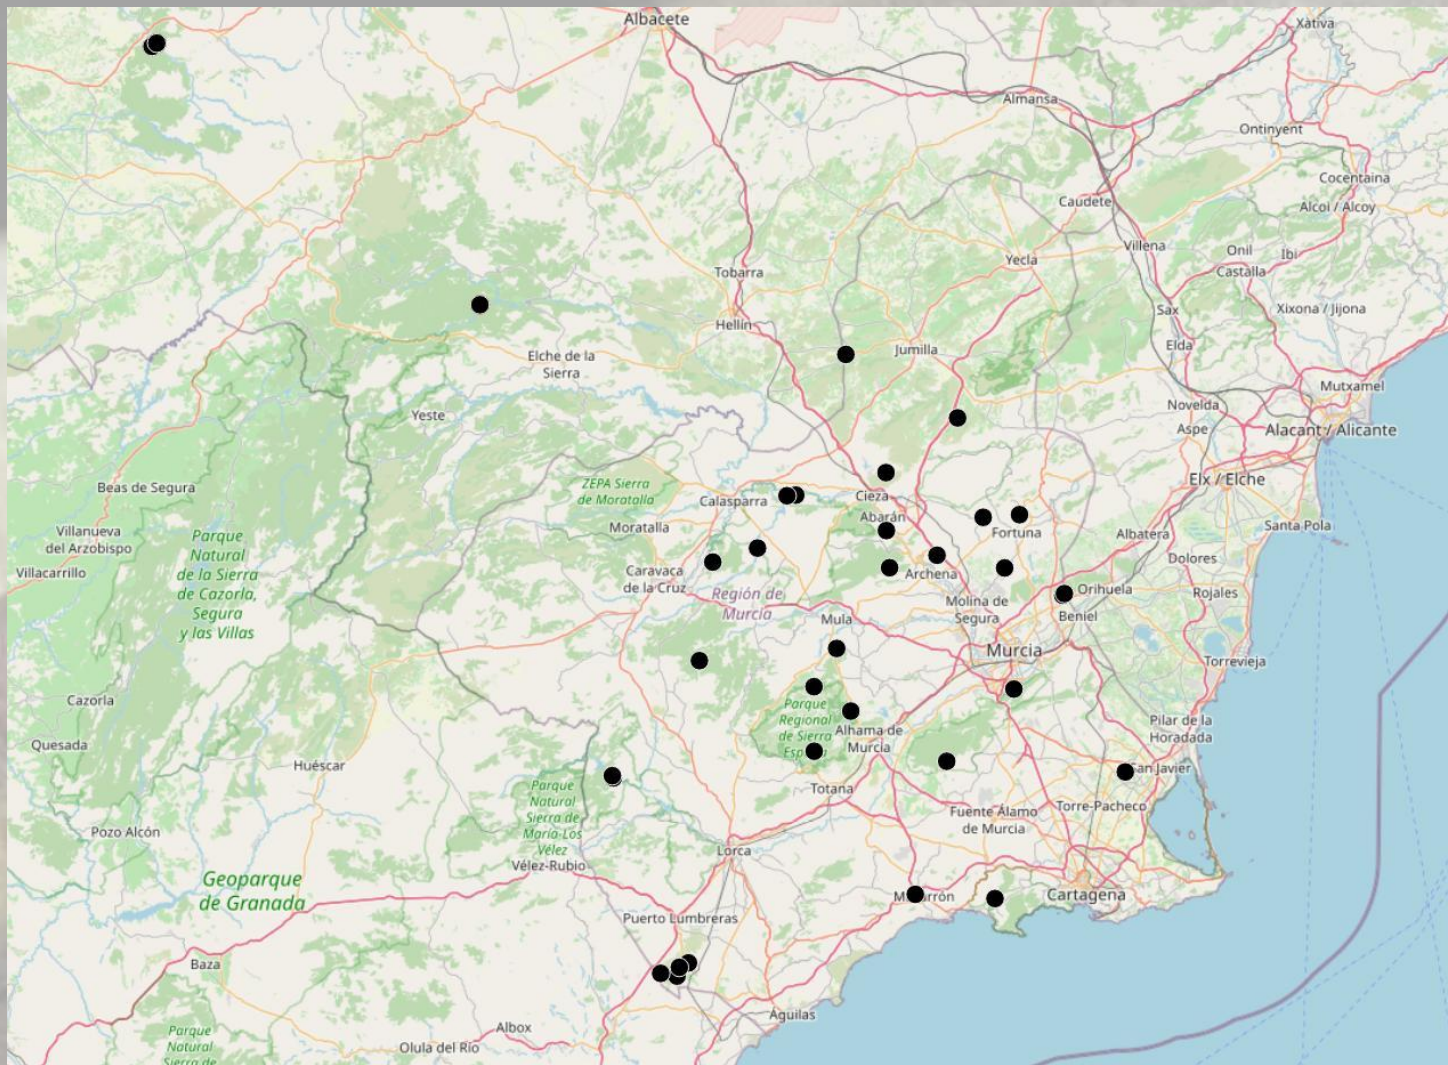 Albacete
Xàtiva
Almansa
Ontinyent
Cocentaina
Caudete
Alcoi / Alcoy
Villena
Onil
Ibi
Castalla
Yecla
Tobarra
Sax
Xixona / Jijona
Hellín
Elda
Jumilla
Elche de la
Sierra
Mutxamel
Novelda
Yeste
Aspe
Alacant / Alicante
Elx / Elche
Beas de Segura
ZEPA Sierra
de Moratalla
Calasparra
Cieza
Abarán
Santa Pola
Moratalla
Fortuna
Albatera
Villanueva
del Arzobispo
Parque
Natural
de la Sierra
de Cazorla,
Segura
y las Villas
Dolores
Villacarrillo
Caravaca
de la Cruz
Archena
Orihuela
Rojales
Región de
Murcia
Molina de
Segura
Beniel
Mula
Murcia
Torrevieja
Cazorla
Parque
Regional
de Sierra
Pilar de la
Horadada
Alhama de
Murcia
Quesada
Huéscar
San Javier
Totana
Parque
Natural
Sierra de
María-Los
Vélez
Torre-Pacheco
Fuente Álamo
de Murcia
Pozo Alcón
Lorca
Vélez-Rubio
Geoparque
de Granada
Cartagena
Puerto Lumbreras
Baza
Águilas
Albox
Parque
Natural
Sierra de
Olula del Río